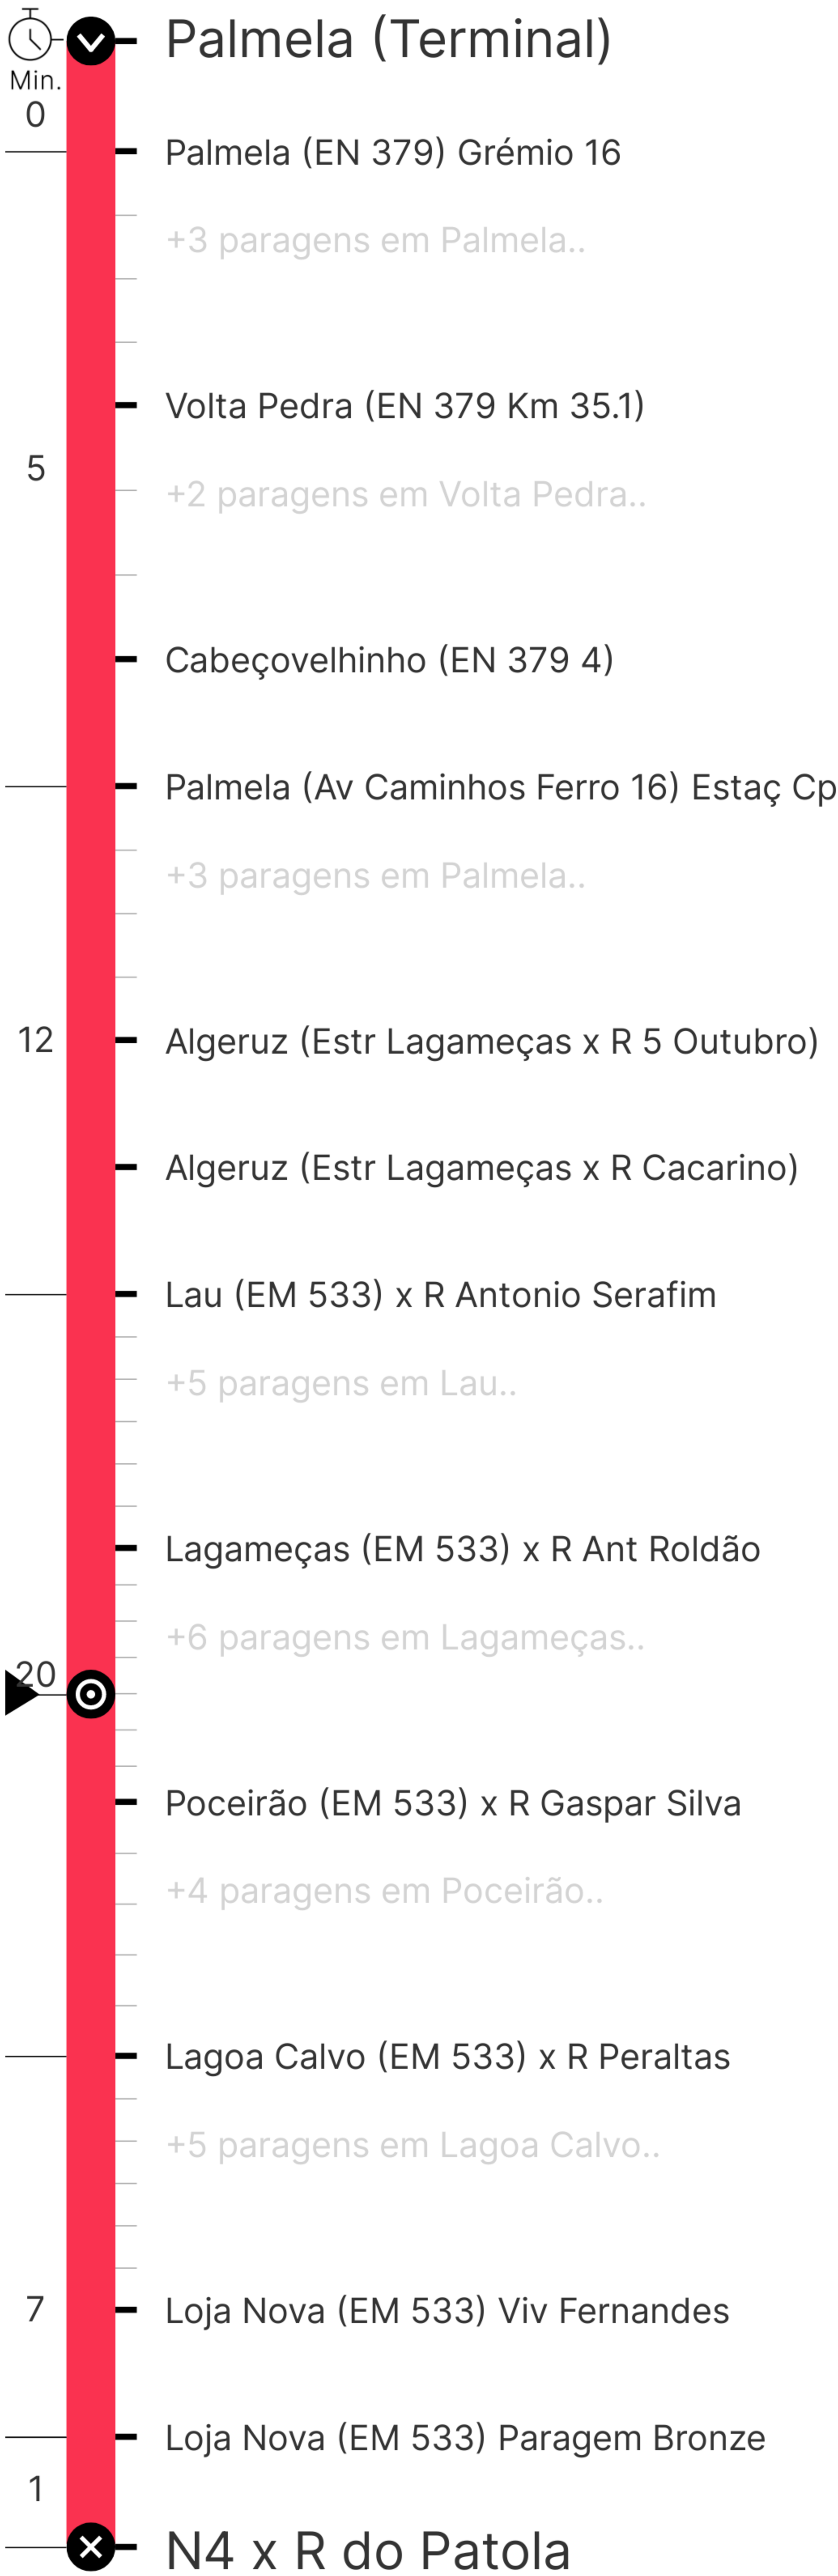 Palmela (Terminal)
Min.
0
Palmela (EN 379) Grémio 16
+3 paragens em Palmela..
Volta Pedra (EN 379 Km 35.1)
5
+2 paragens em Volta Pedra..
Cabeçovelhinho (EN 379 4)
Palmela (Av Caminhos Ferro 16) Estaç Cp
+3 paragens em Palmela..
12
Algeruz (Estr Lagameças x R 5 Outubro)
Algeruz (Estr Lagameças x R Cacarino)
Lau (EM 533) x R Antonio Serafim
+5 paragens em Lau..
Lagameças (EM 533) x R Ant Roldão
+6 paragens em Lagameças..
20
Poceirão (EM 533) x R Gaspar Silva
+4 paragens em Poceirão..
Lagoa Calvo (EM 533) x R Peraltas
+5 paragens em Lagoa Calvo..
7
Loja Nova (EM 533) Viv Fernandes
Loja Nova (EM 533) Paragem Bronze
1
N4 x R do Patola